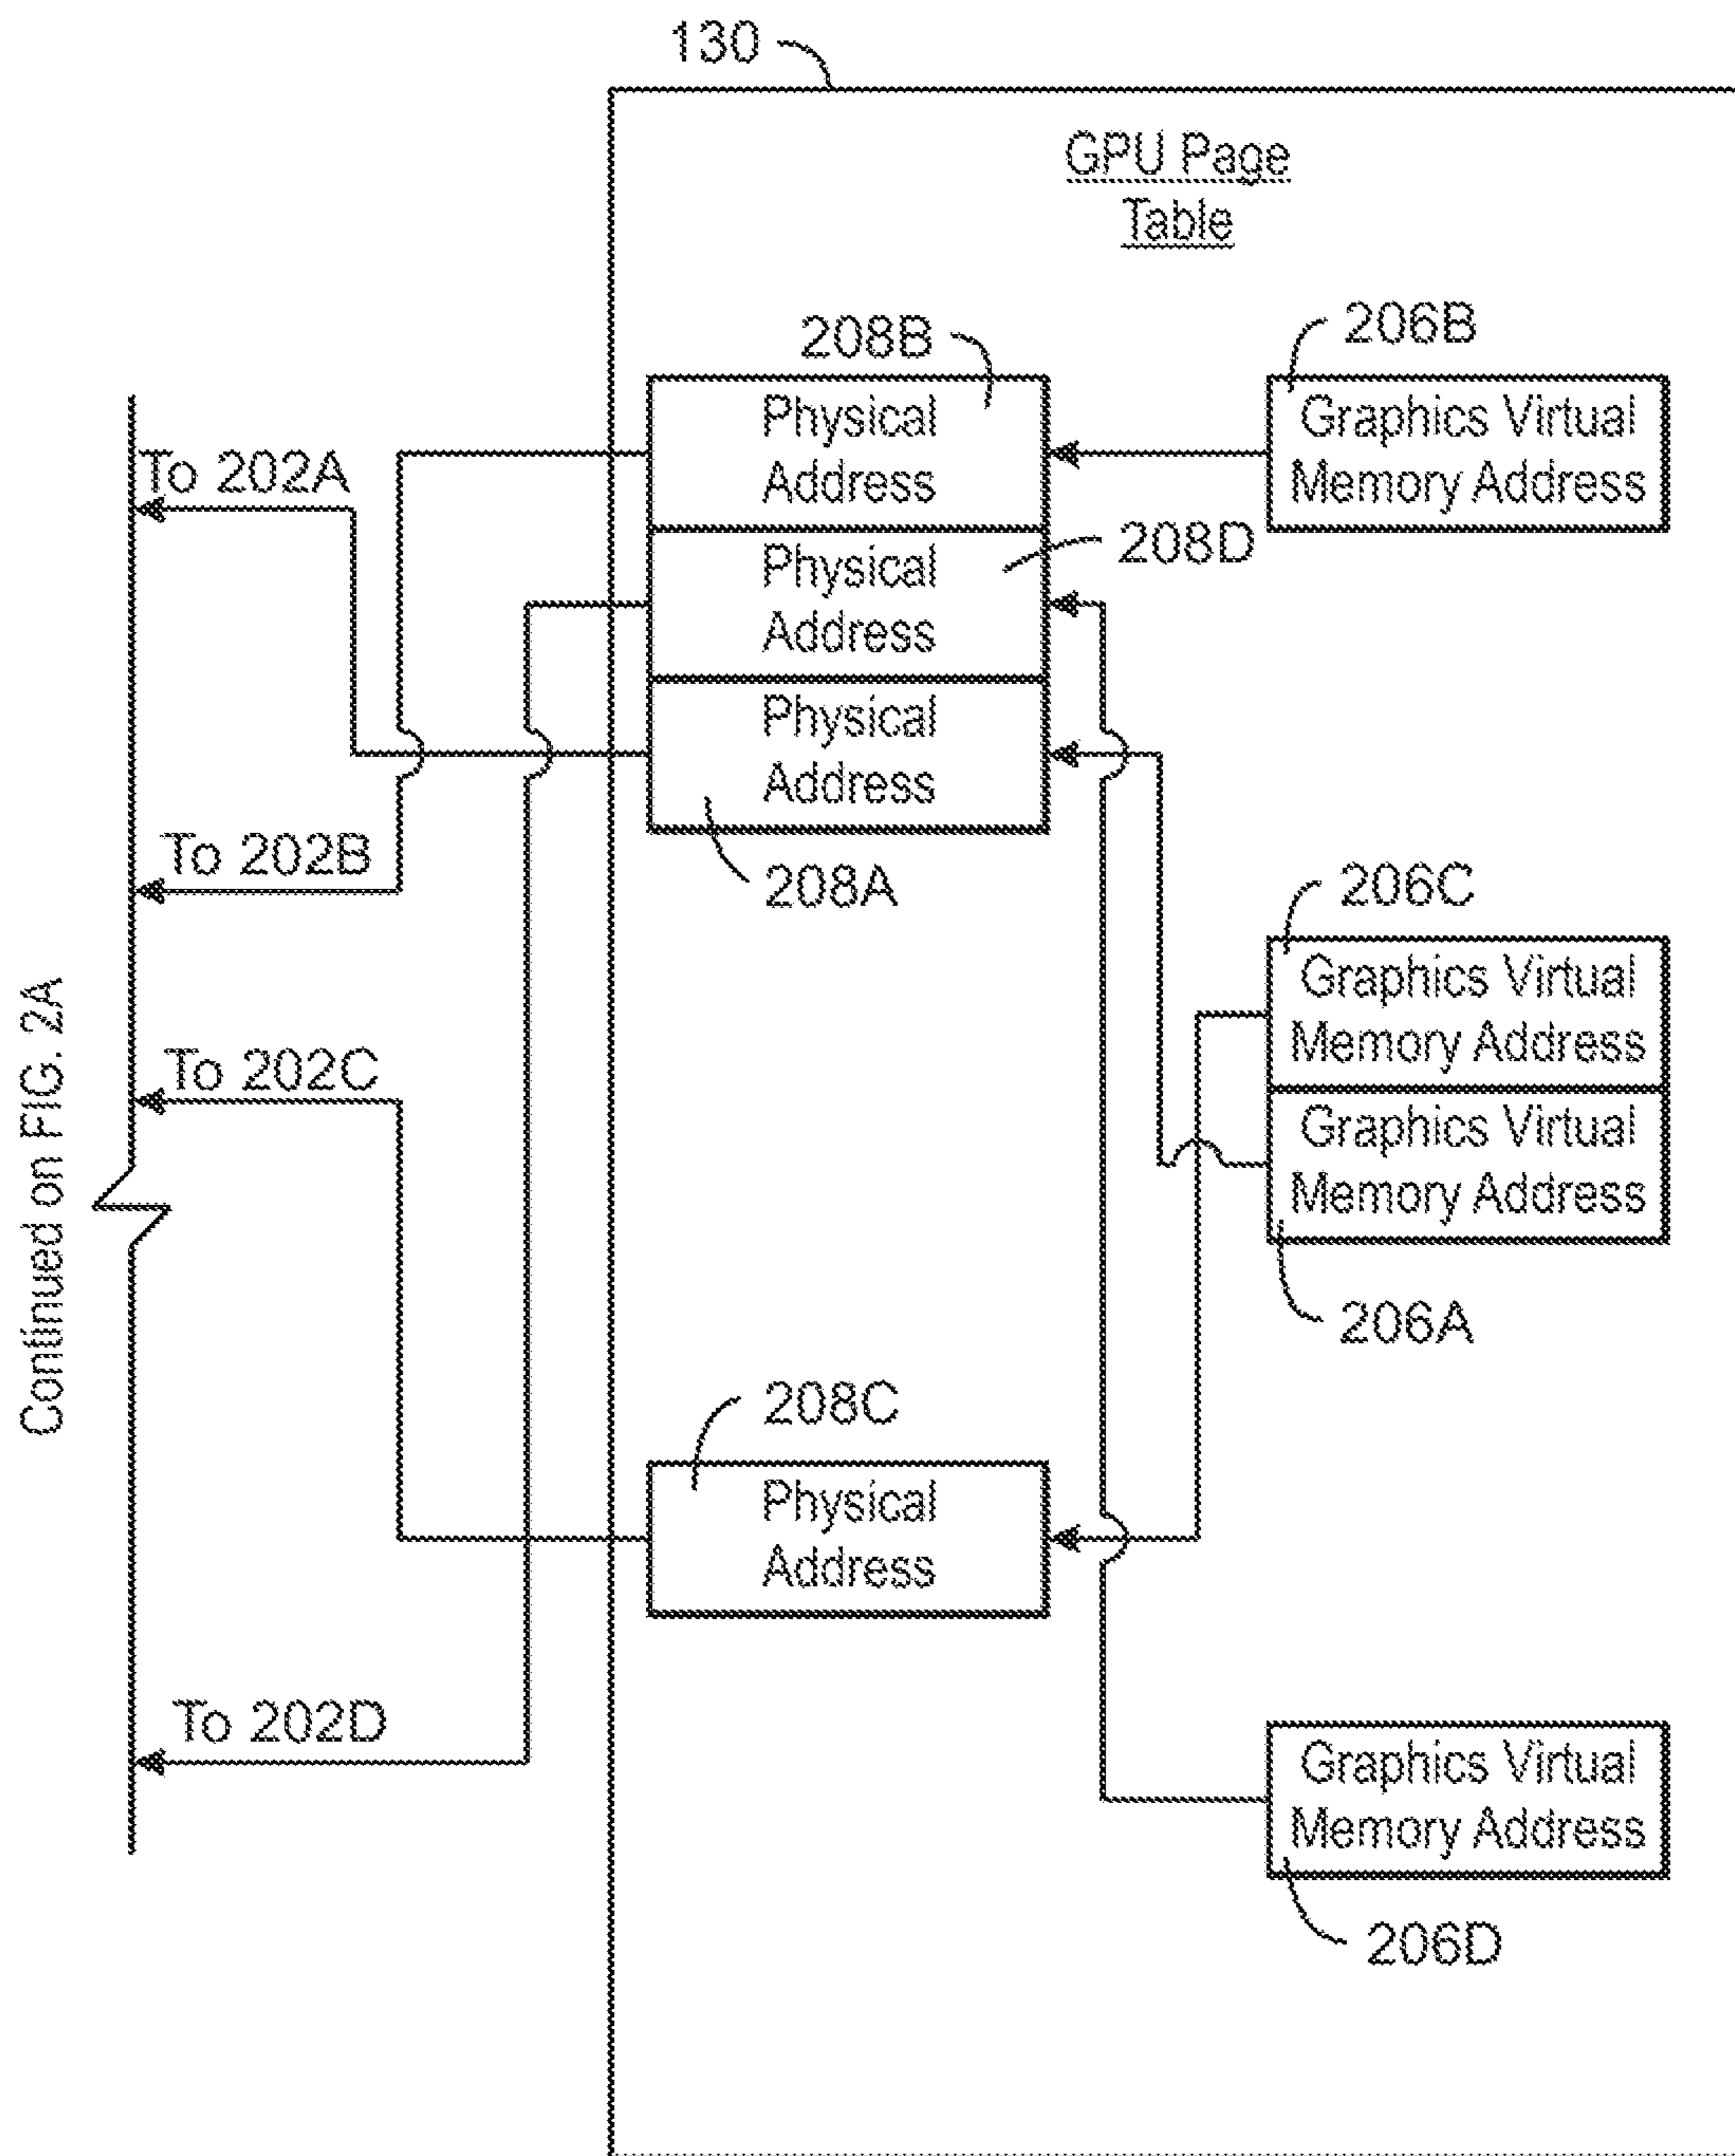 130
GPU Page
Table
208B
206B
Physical
Address
Graphics Virtual
Memory Address
To 202A
208D
Physical
Address
Physical
Address
To 202B
208A
206C
Graphics Virtual
Memory Address
Continued on FIG. 2A
To 202C
Graphics Virtual
Memory Address
206A
208C
Physical
Address
To 202D
Graphics Virtual
Memory Address
206D